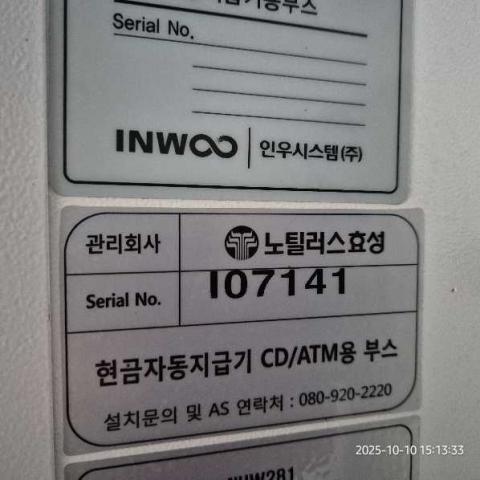 Serial No.
INWOO 인우시스템(주)
관리회사 노틸러스효성
Serial No. I07141
현금자동지급기 CD/ATM용 부스
설치문의 및 AS 연락처 : 080-920-2220
2025-10-10 15:13:33